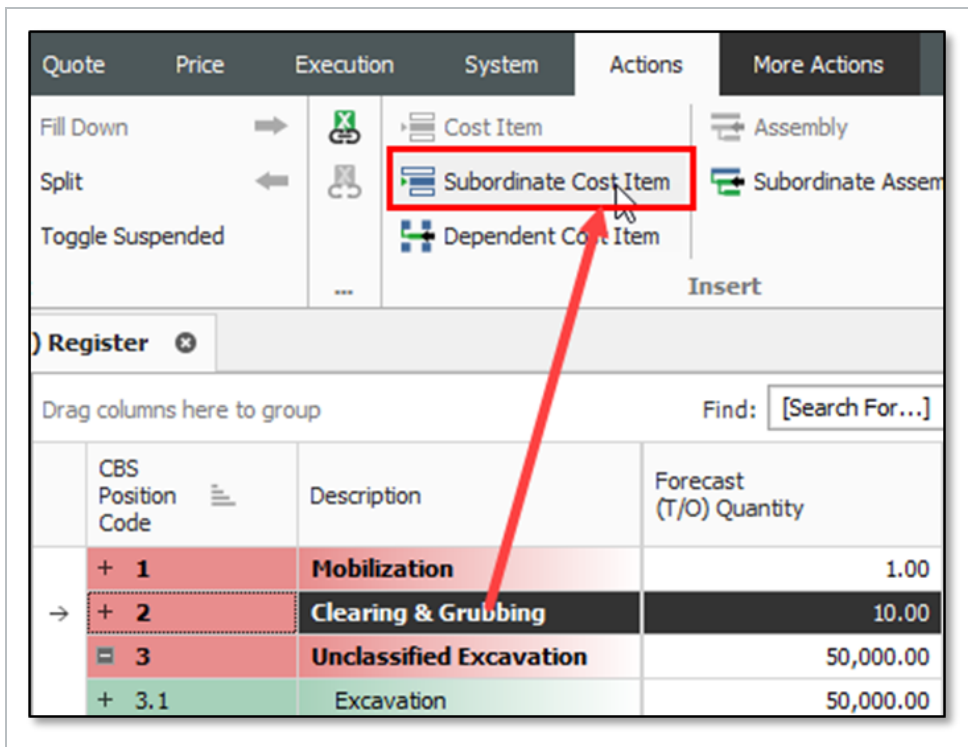 Quote Price Execution System Actions More Actions
Fill Down Cost Item Assembly
Split Subordinate Cost Item Subordinate Assem
Toggle Suspended Dependent Cost Item
... Insert
) Register
Drag columns here to group Find: [Search For...]
CBS
Position
Code
Description
Forecast
(T/O) Quantity
+ 1 Mobilization 1.00
+ 2 Clearing & Grubbing 10.00
3 Unclassified Excavation 50,000.00
+ 3.1 Excavation 50,000.00